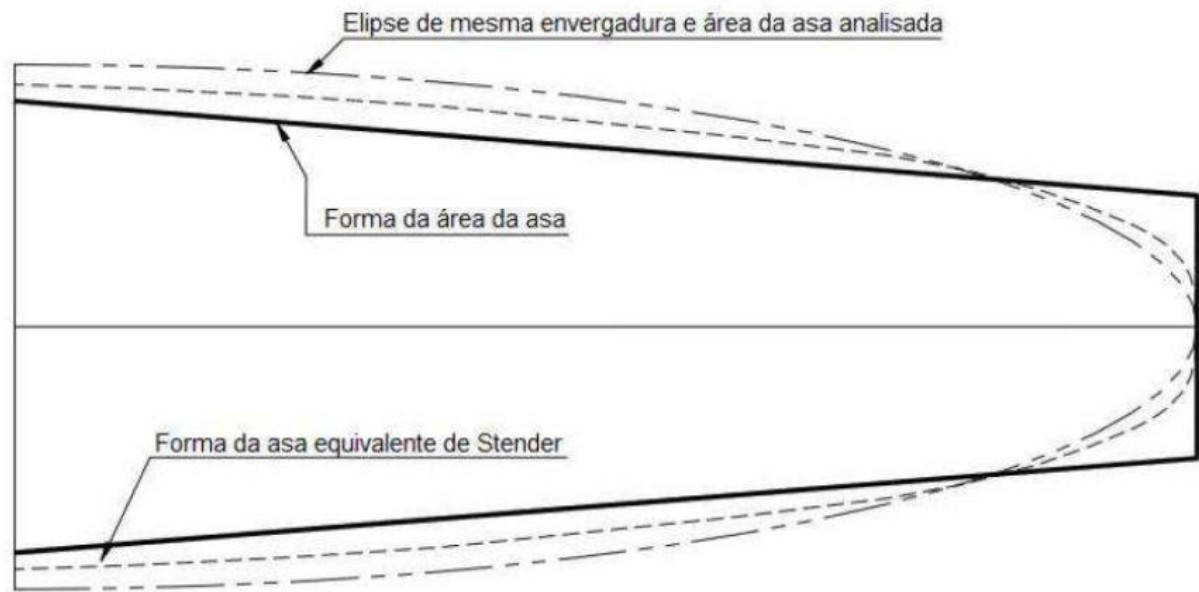 Elipse de mesma envergadura e área da asa analisada
Forma da área da asa
Forma da asa equivalente de Stender